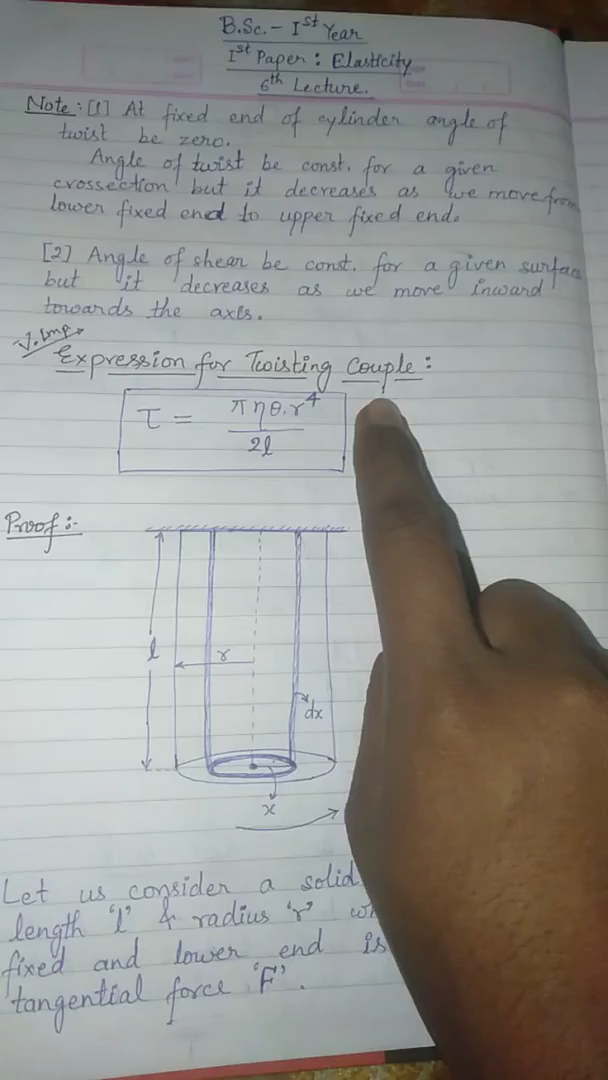 B.Sc. - Ist Year
Ist Paper : Elasticity
6th Lecture.
Note : [1] At fixed end of cylinder angle of
twist be zero.
Angle of twist be const. for a given
crossection but it decreases as we move from
lower fixed end to upper fixed end.
[2] Angle of shear be const. for a given surface
but it decreases as we move inward
towards the axis.
V. Imp.
Expression for Twisting Couple :
τ = πηθ.r⁴ / 2l
Proof :-
l
r
dx
x
Let us consider a solid
length 'l' & radius 'r'
fixed and lower end is
tangential force 'F'.